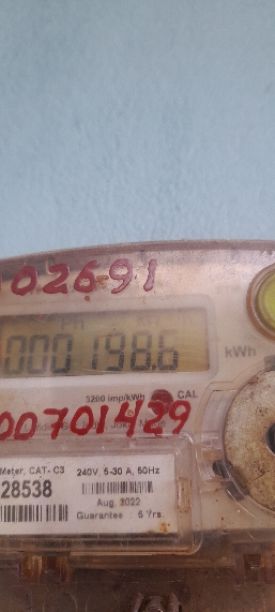 02691
000198.6
kWh
3200 imp/kWh
CAL
00701429
Meter, CAT- C3
240V, 5-30 A, 50Hz
28538
Aug. 2022
Guarantee : 5 Yrs.